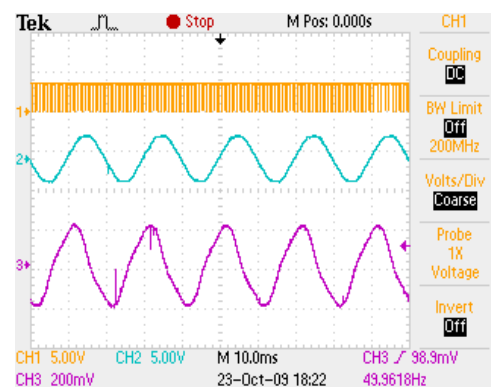 Tek Stop M Pos: 0.000s CH1
Coupling
DC
BW Limit
Off
200MHz
Volts/Div
Coarse
Probe
1X
Voltage
Invert
Off
1
2
3
CH1 5.00V CH2 5.00V M 10.0ms CH3 98.9mV
CH3 200mV 23-Oct-09 18:22 49.9618Hz